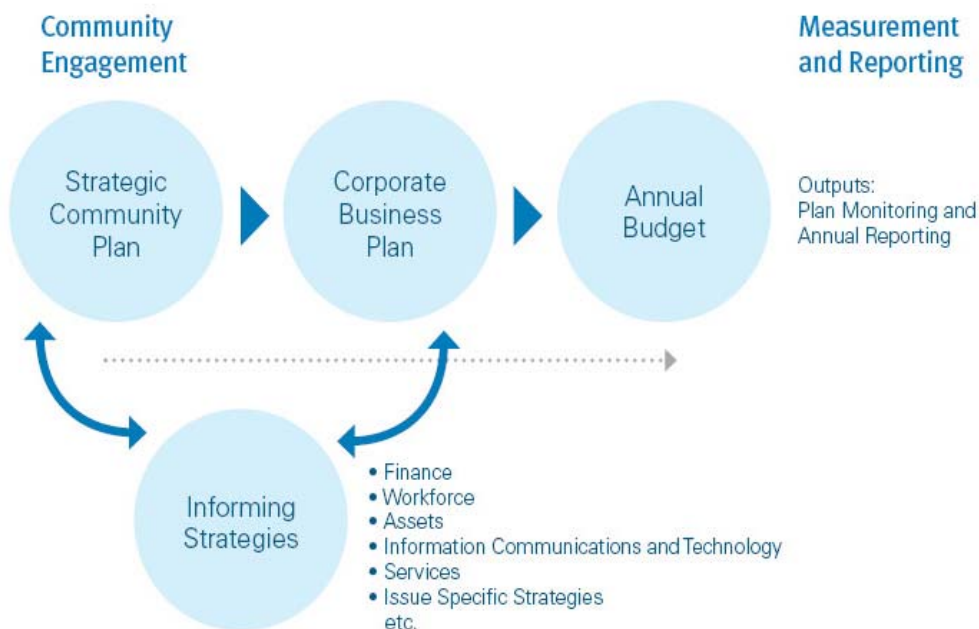 Community
Engagement
Measurement
and Reporting
Strategic
Community
Plan
Corporate
Business
Plan
Annual
Budget
Outputs:
Plan Monitoring and
Annual Reporting
Informing
Strategies
• Finance
• Workforce
• Assets
• Information Communications and Technology
• Services
• Issue Specific Strategies
etc.